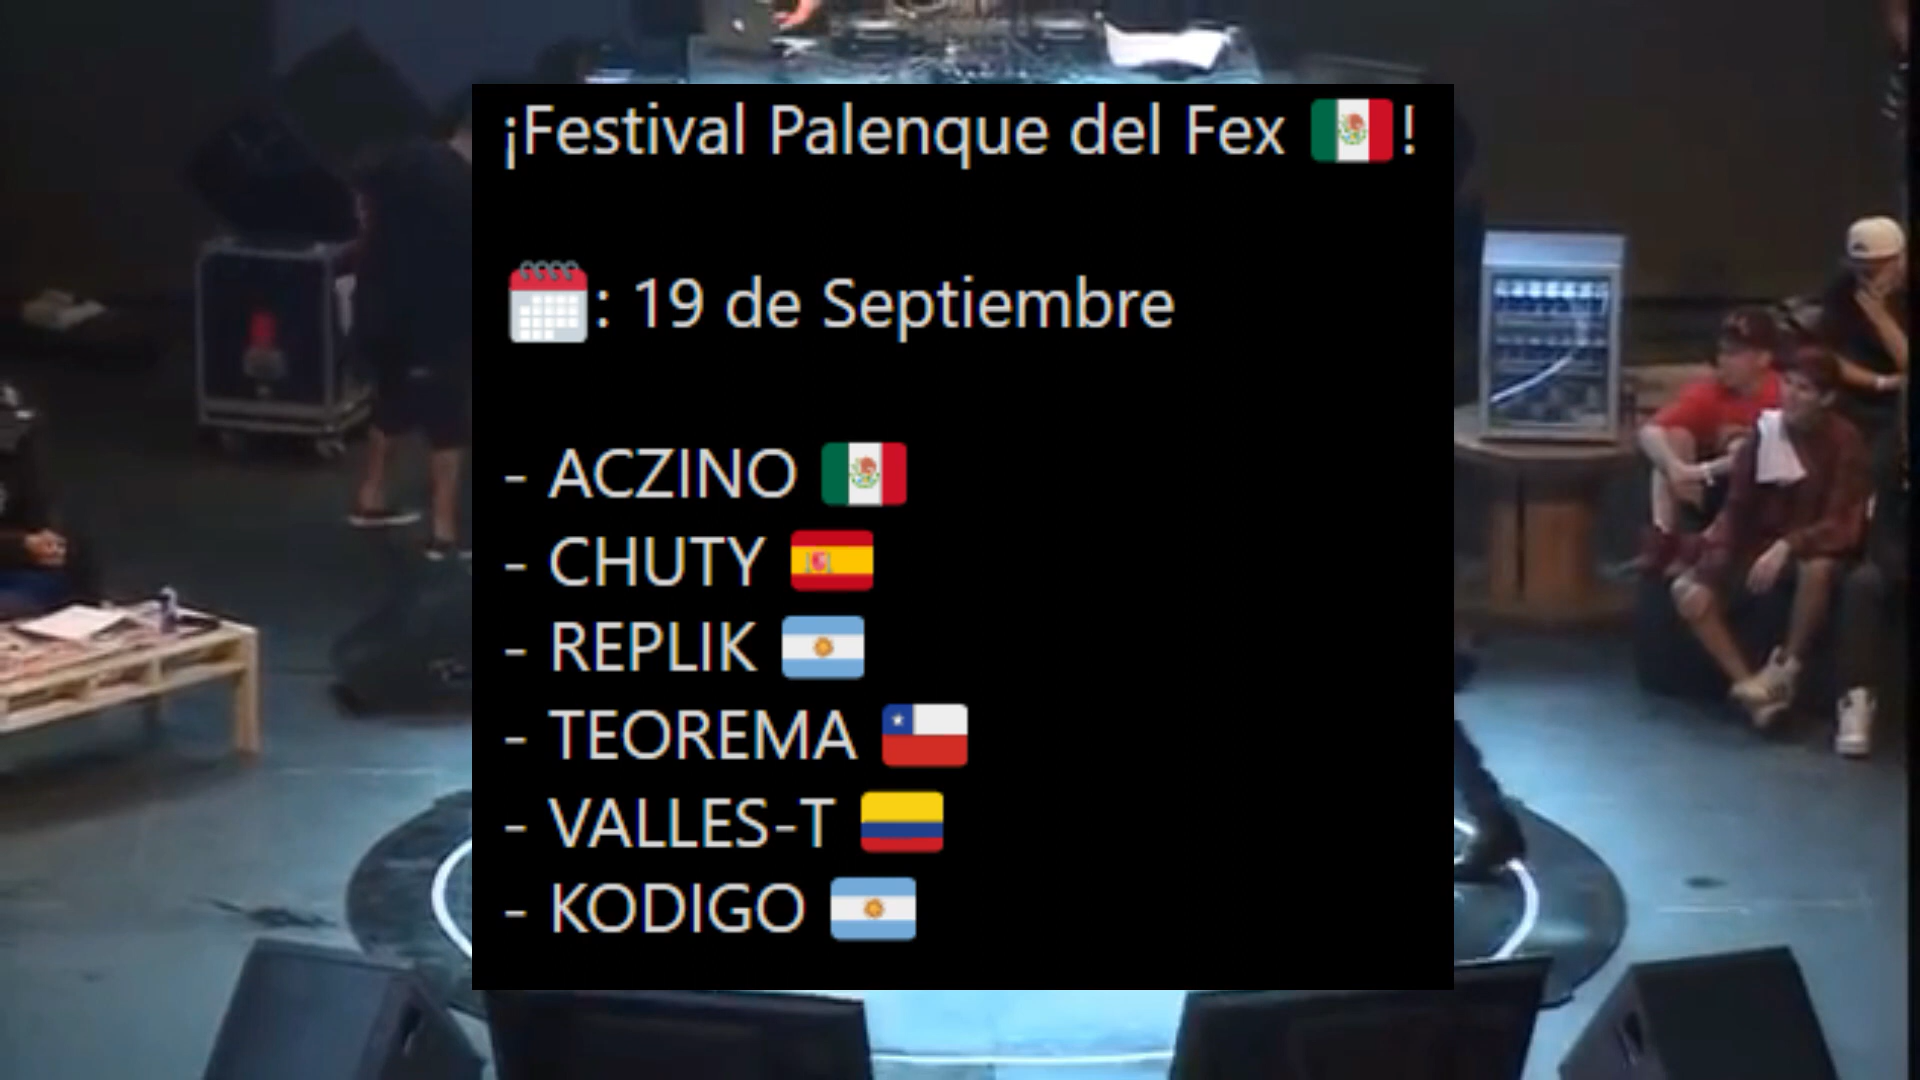 ¡Festival Palenque del Fex 🇲🇽!
🗓: 19 de Septiembre
- ACZINO 🇲🇽
- CHUTY 🇪🇸
- REPLIK 🇦🇷
- TEOREMA 🇨🇱
- VALLES-T 🇨🇴
- KODIGO 🇦🇷